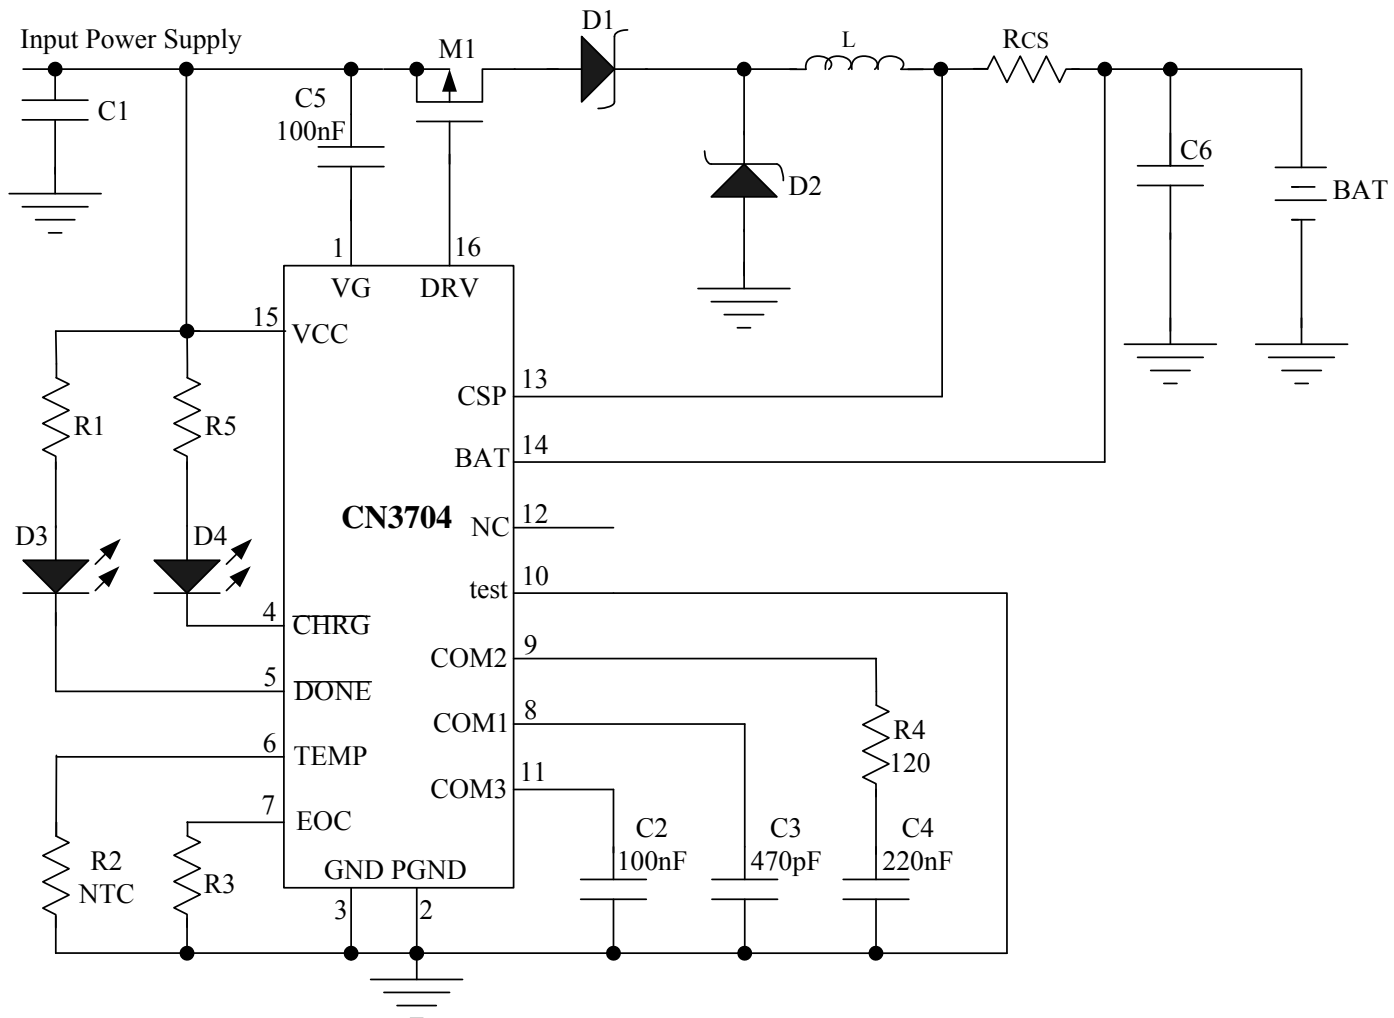 D1
Input Power Supply
M1
L
RCS
C1
C5
100nF
C6
D2
BAT
1
16
VG
DRV
15
VCC
13
CSP
R1
R5
14
BAT
CN3704
12
NC
D3
D4
10
test
4
CHRG
9
COM2
5
DONE
8
COM1
R4
120
6
TEMP
11
COM3
7
EOC
C2
100nF
C3
470pF
C4
220nF
R2
NTC
R3
GND
PGND
3
2